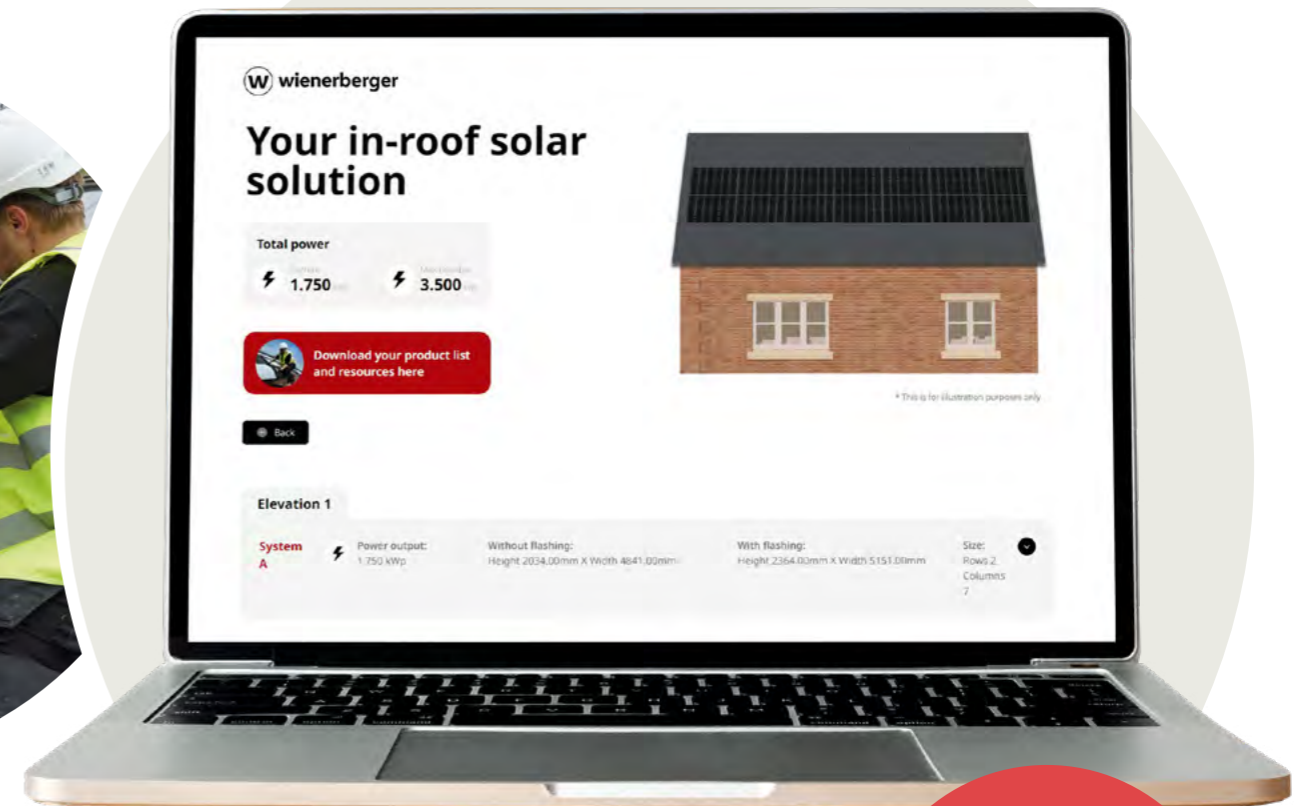 W wienerberger
Your in-roof solar
solution
Total power
1.750
3.500
Download your product list
and resources here
* This is for illustration purposes only
Back
Elevation 1
System
A
Power output:
1.750 kWp
Without flashing:
Height 2034.00mm X Width 4841.00mm
With flashing:
Height 2364.00mm X Width 5151.00mm
Size:
Rows 2
Columns
7
command
option